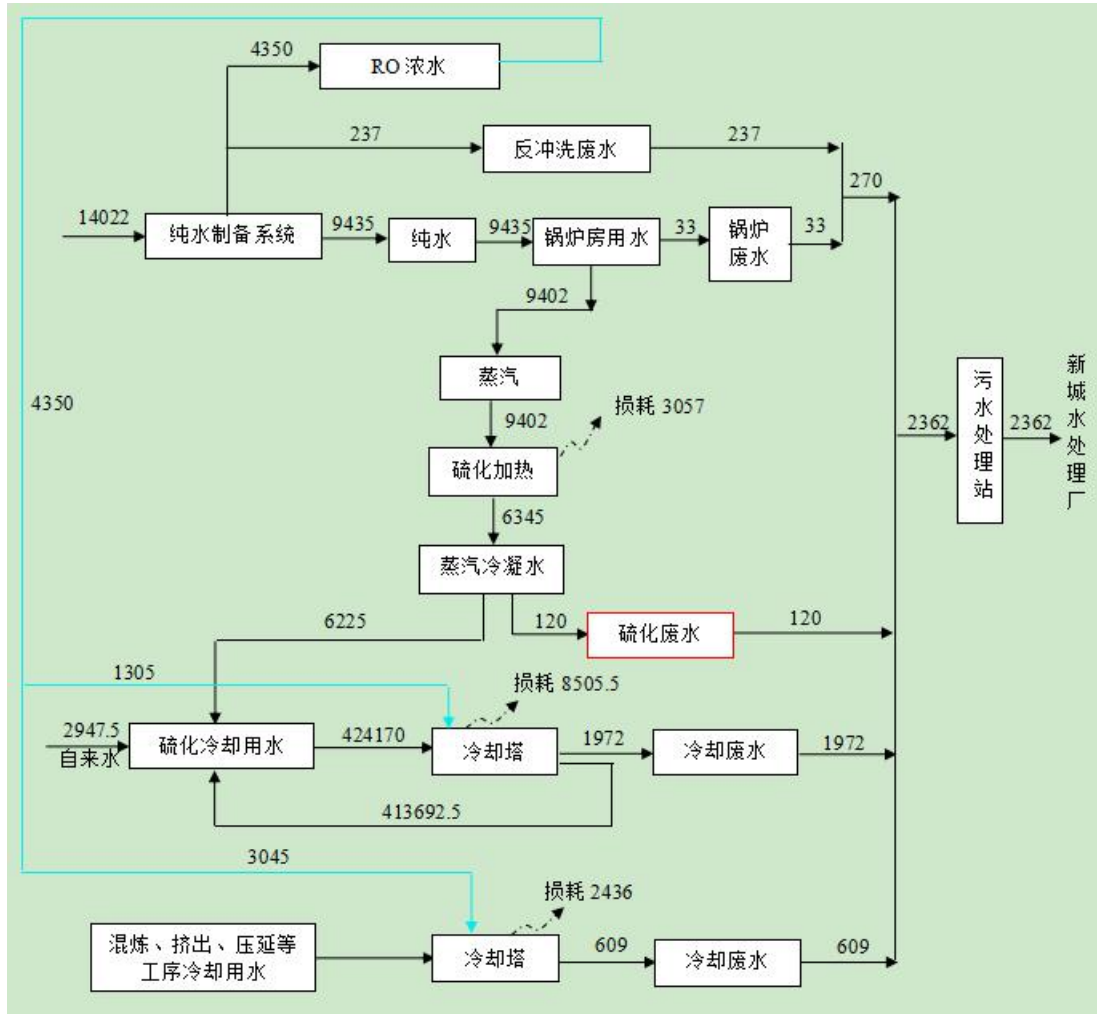 4350
RO 浓水
237
反冲洗废水
237
270
14022
纯水制备系统
9435
纯水
9435
锅炉房用水
33
锅炉
废水
33
9402
蒸汽
4350
9402
损耗 3057
硫化加热
2362
污水处理站
2362
新城水处理厂
6345
蒸汽冷凝水
6225
120
硫化废水
120
1305
损耗 8505.5
2947.5
自来水
硫化冷却用水
424170
冷却塔
1972
冷却废水
1972
413692.5
3045
损耗 2436
混炼、挤出、压延等
工序冷却用水
冷却塔
609
冷却废水
609